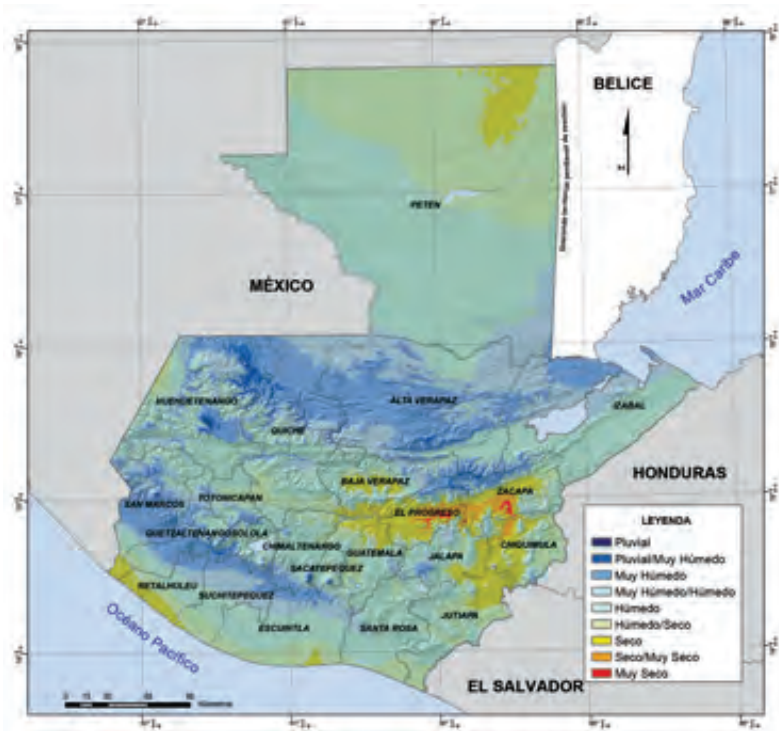 BELICE
PETEN
MÉXICO
Mar Caribe
HUEHUETENANGO
ALTA VERAPAZ
IZABAL
QUICHE
HONDURAS
BAJA VERAPAZ
ZACAPA
SAN MARCOS
TOTONICAPAN
EL PROGRESO
QUETZALTENANGO
SOLOLA
CHIMALTENANGO
GUATEMALA
JALAPA
CHIQUIMULA
SACATEPEQUEZ
RETALHULEU
SUCHITEPEQUEZ
JUTIAPA
ESCUINTLA
SANTA ROSA
Océano Pacífico
EL SALVADOR
LEYENDA
Pluvial
Pluvial/Muy Húmedo
Muy Húmedo
Muy Húmedo/Húmedo
Húmedo
Húmedo/Seco
Seco
Seco/Muy Seco
Muy Seco